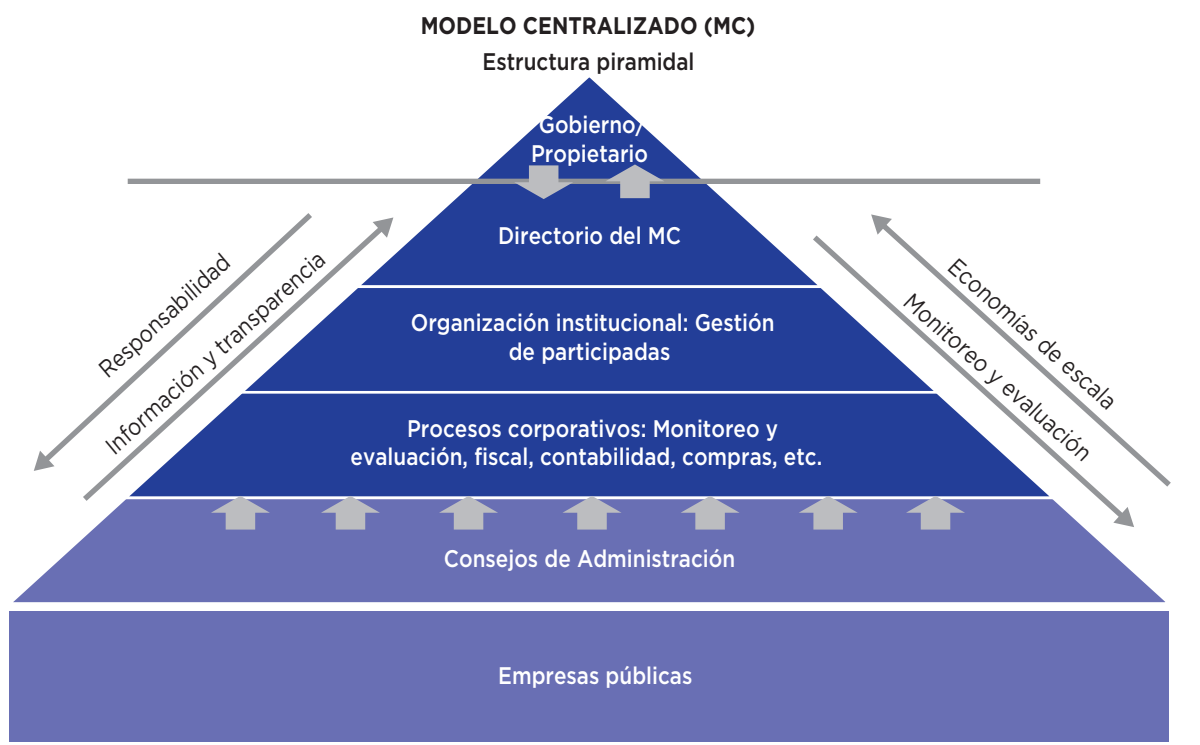 MODELO CENTRALIZADO (MC)
Estructura piramidal
Gobierno/
Propietario
Directorio del MC
Organización institucional: Gestión
de participadas
Procesos corporativos: Monitoreo y
evaluación, fiscal, contabilidad, compras, etc.
Consejos de Administración
Empresas públicas
Responsabilidad
Información y transparencia
Economías de escala
Monitoreo y evaluación